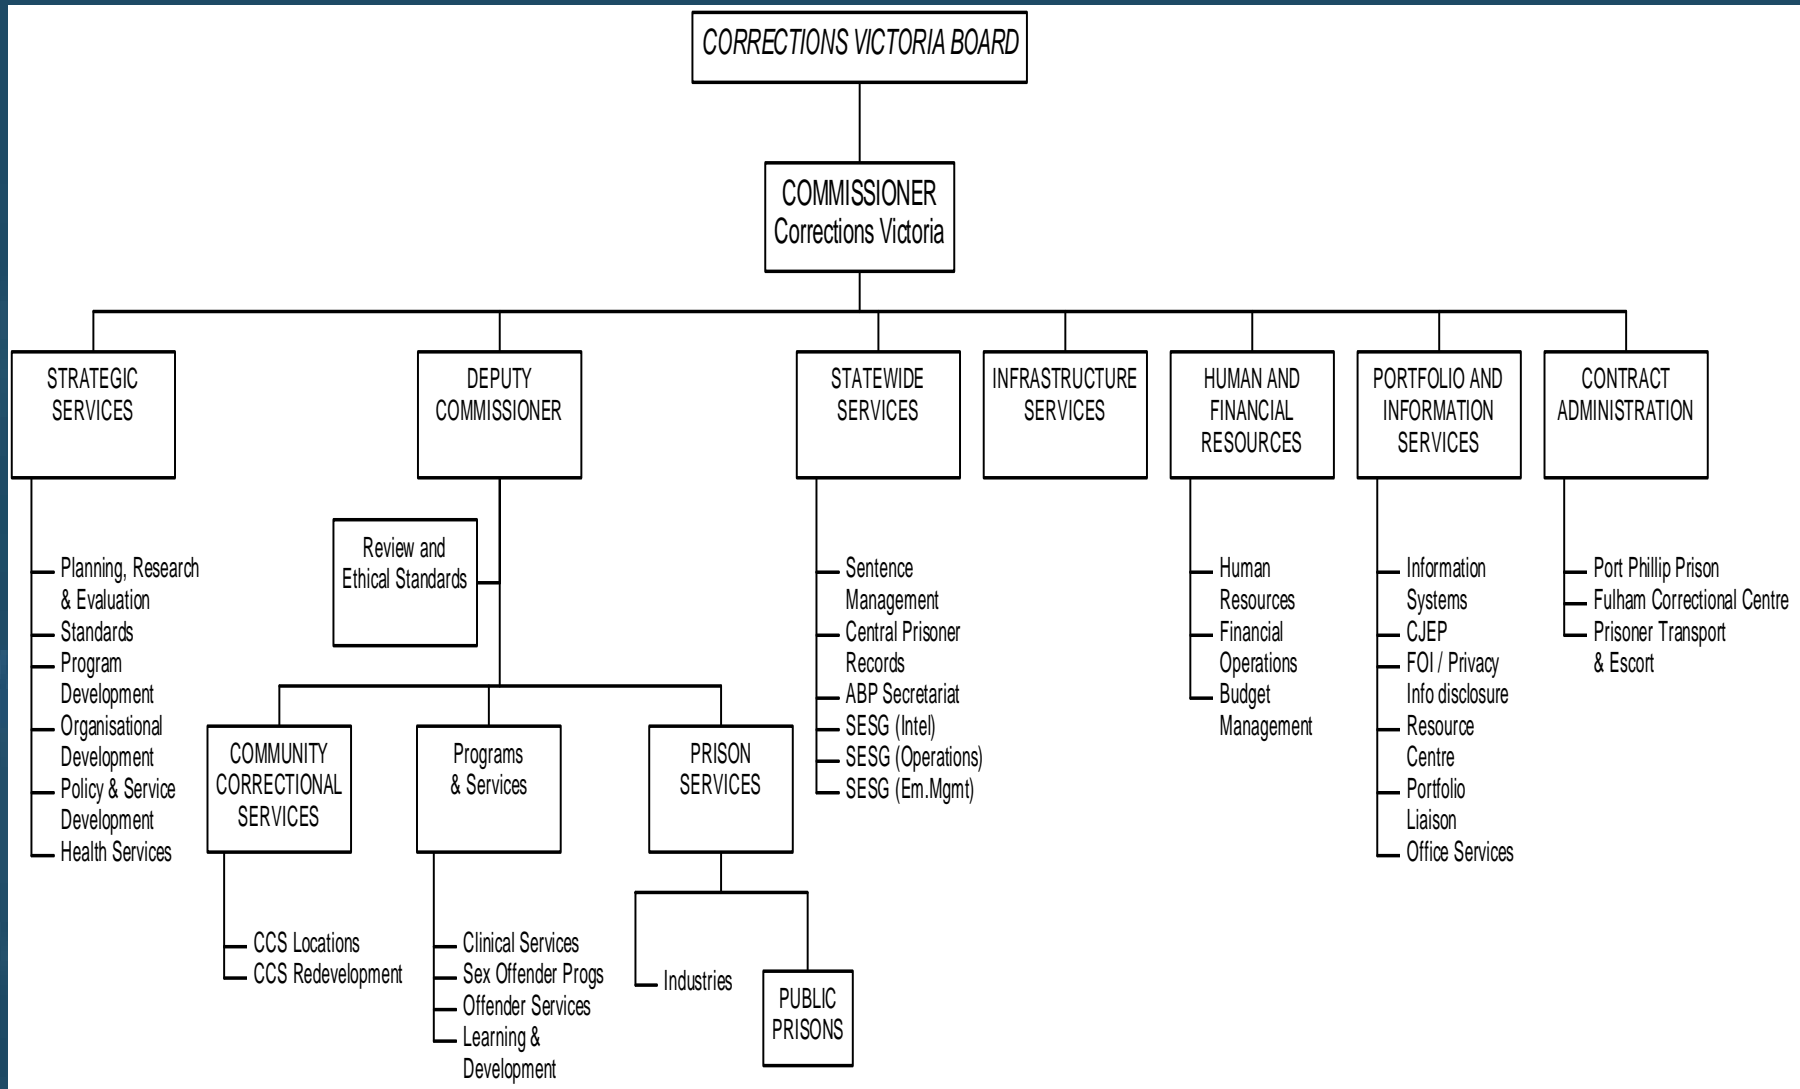 CORRECTIONS VICTORIA BOARD
COMMISSIONER
Corrections Victoria
STRATEGIC
SERVICES
DEPUTY
COMMISSIONER
STATEWIDE
SERVICES
INFRASTRUCTURE
SERVICES
HUMAN AND
FINANCIAL
RESOURCES
PORTFOLIO AND
INFORMATION
SERVICES
CONTRACT
ADMINISTRATION
Planning, Research
& Evaluation
Standards
Program
Development
Organisational
Development
Policy & Service
Development
Health Services
Review and
Ethical Standards
COMMUNITY
CORRECTIONAL
SERVICES
CCS Locations
CCS Redevelopment
Programs
& Services
Clinical Services
Sex Offender Progs
Offender Services
Learning &
Development
PRISON
SERVICES
Industries
PUBLIC
PRISONS
Sentence
Management
Central Prisoner
Records
ABP Secretariat
SESG (Intel)
SESG (Operations)
SESG (Em.Mgmt)
Human
Resources
Financial
Operations
Budget
Management
Information
Systems
CJEP
FOI / Privacy
Info disclosure
Resource
Centre
Portfolio
Liaison
Office Services
Port Phillip Prison
Fulham Correctional Centre
Prisoner Transport
& Escort